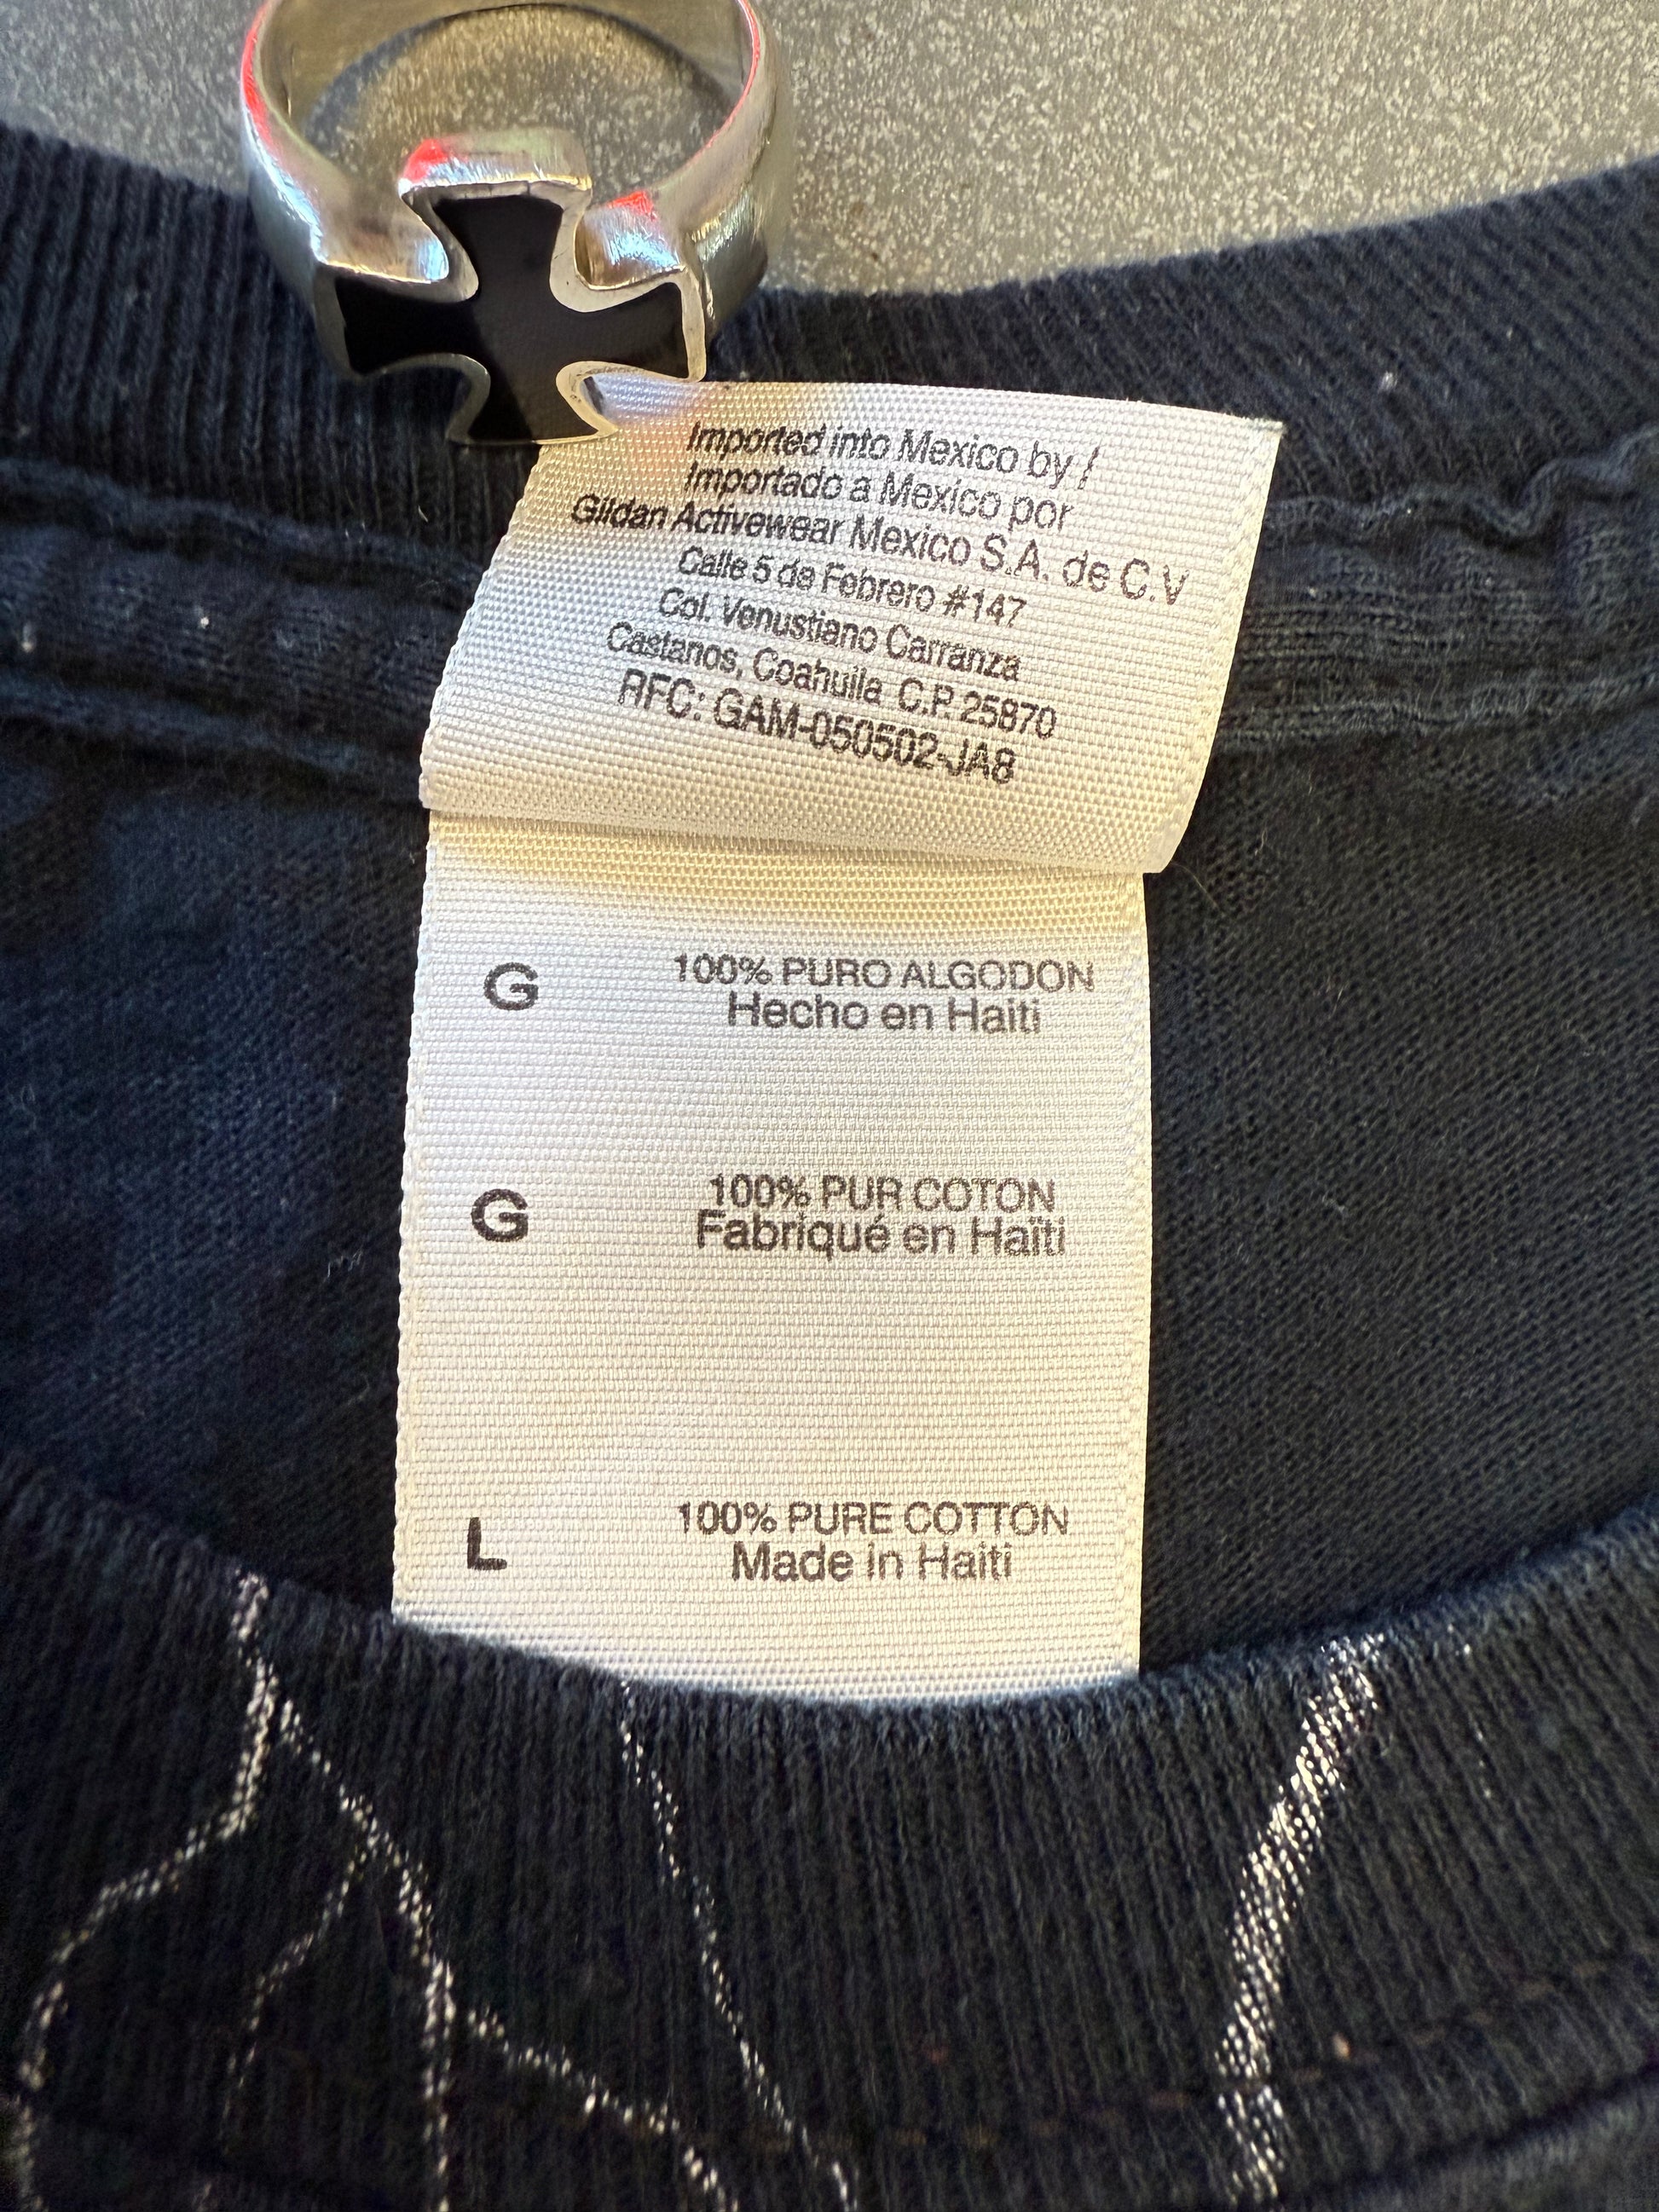 Imported into Mexico by /
Importado a Mexico por
Gildan Activewear Mexico S.A. de C.V
Calle 5 de Febrero #147
Col. Venustiano Carranza
Castanos, Coahuila C.P. 25870
RFC: GAM-050502-JA8
G 100% PURO ALGODON
Hecho en Haiti
G 100% PUR COTON
Fabriqué en Haïti
L 100% PURE COTTON
Made in Haiti